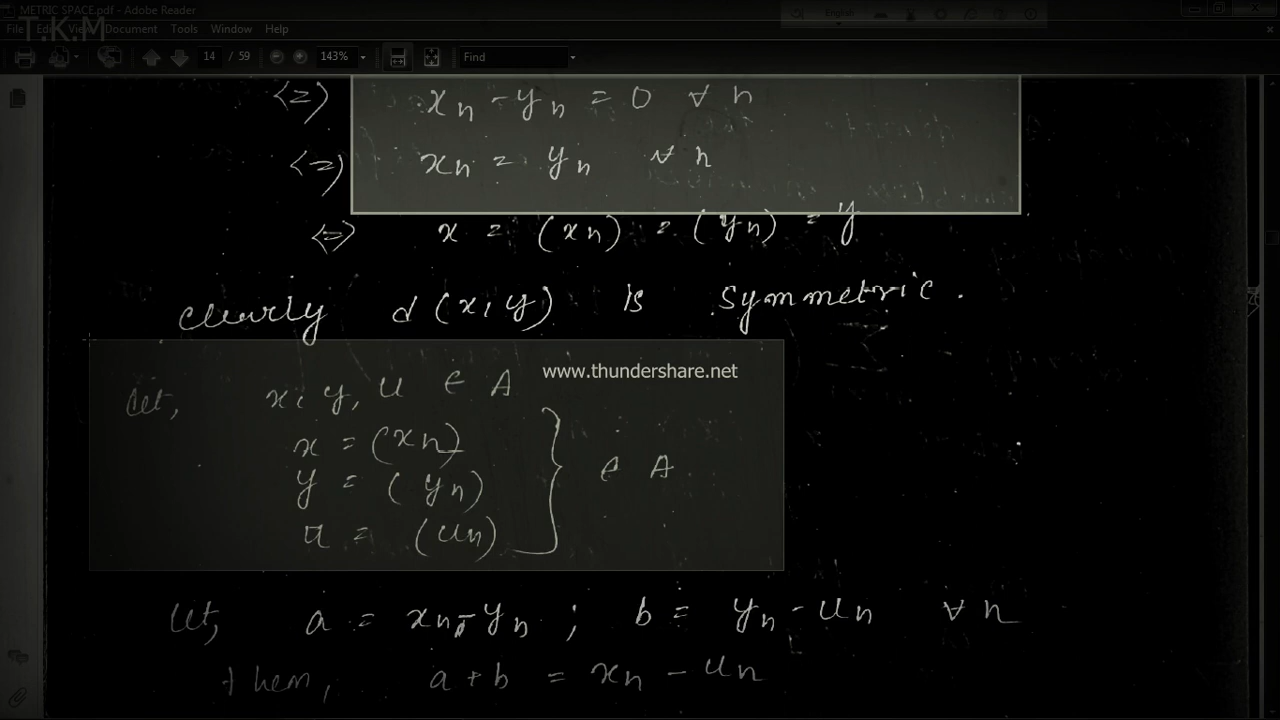 METRIC SPACE.pdf - Adobe Reader
T.K.M
File Edit View Document Tools Window Help
English
14 / 59 143% Find
<=> xn - yn = 0 ∀ n
<=> xn = yn ∀ n
<=> x = (xn) = (yn) = y
clearly d(x, y) is symmetric.
www.thundershare.net
Let, x, y, u ∈ A
x = (xn)
y = (yn) } ∈ A
u = (un)
Let, a = xn - yn ; b = yn - un ∀ n
then, a + b = xn - un